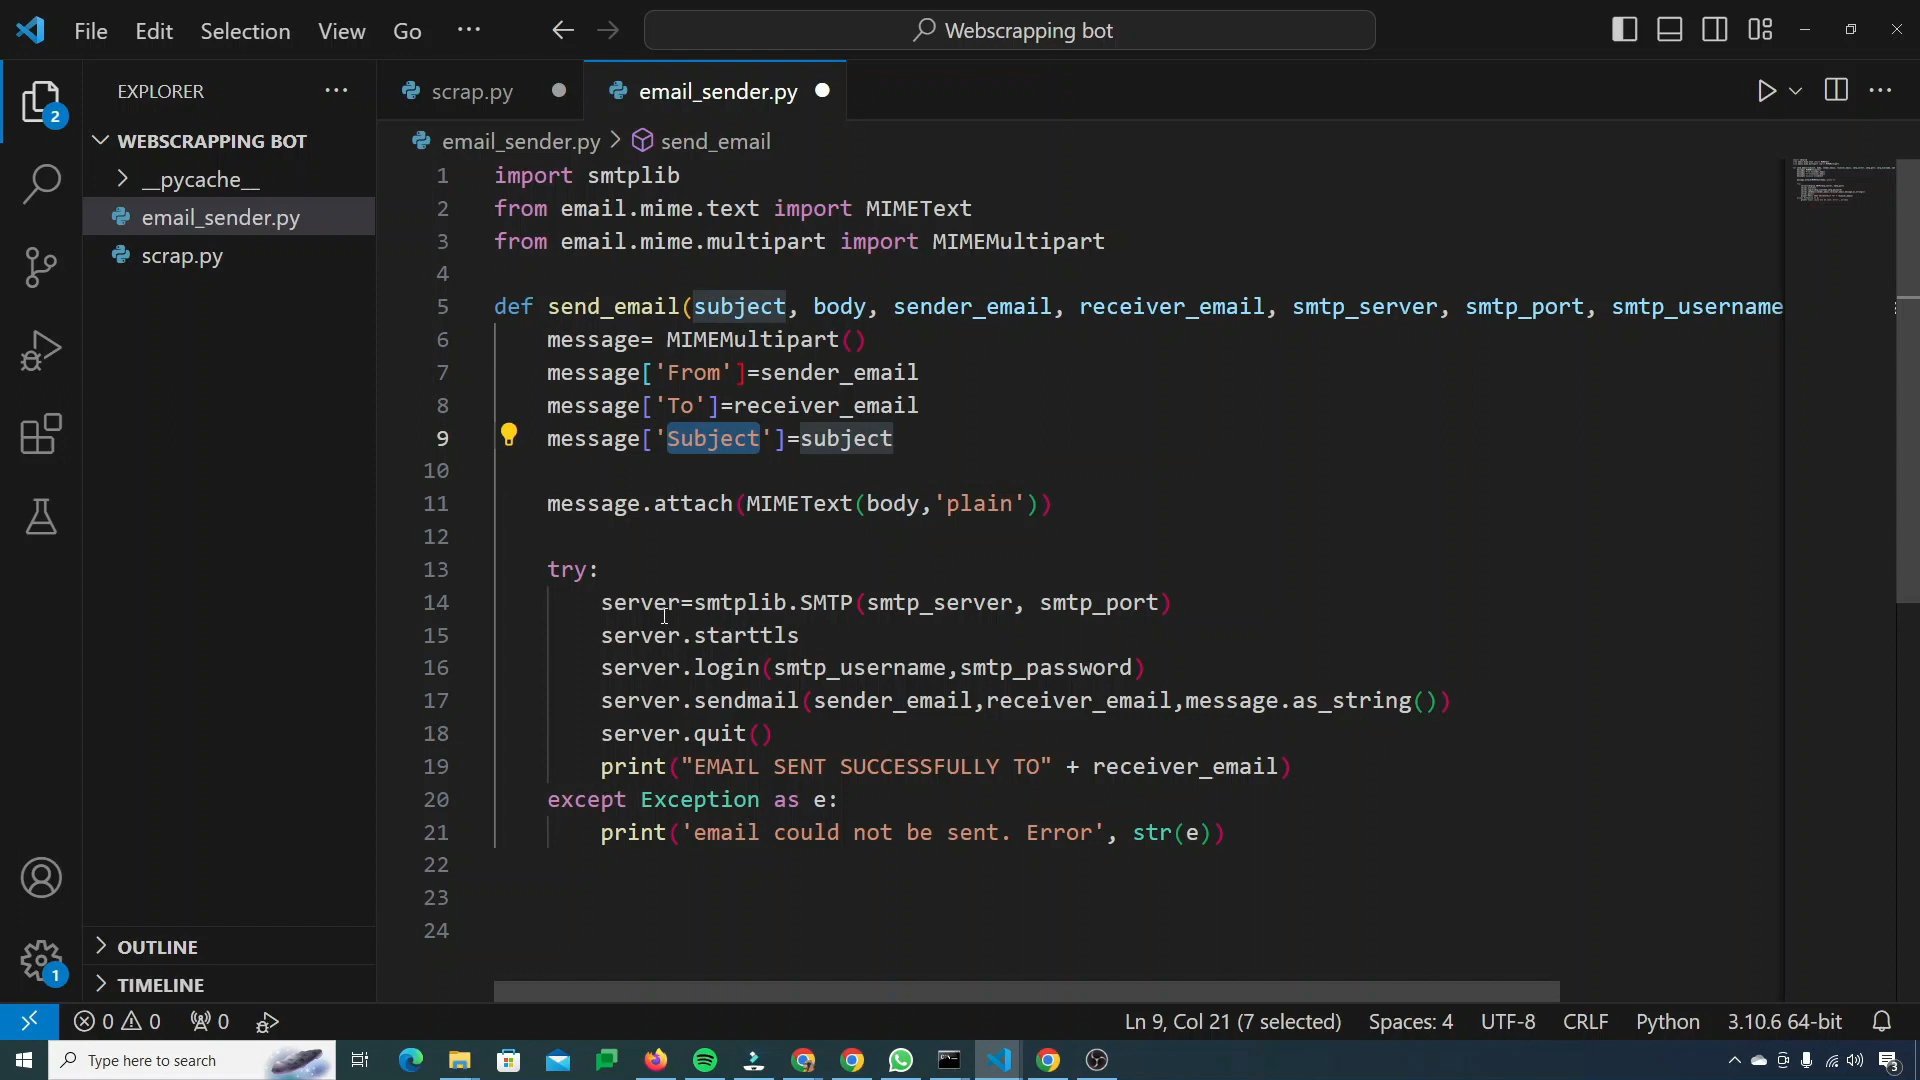 File Edit Selection View Go ... Webscrapping bot
EXPLORER ...
scrap.py
email_sender.py
2
WEBSCRAPPING BOT
__pycache__
email_sender.py
scrap.py
email_sender.py > send_email
1 import smtplib
2 from email.mime.text import MIMEText
3 from email.mime.multipart import MIMEMultipart
4
5 def send_email(subject, body, sender_email, receiver_email, smtp_server, smtp_port, smtp_username
6 message= MIMEMultipart()
7 message['From']=sender_email
8 message['To']=receiver_email
9 message['Subject']=subject
10
11 message.attach(MIMEText(body,'plain'))
12
13 try:
14 server=smtplib.SMTP(smtp_server, smtp_port)
15 server.starttls
16 server.login(smtp_username,smtp_password)
17 server.sendmail(sender_email,receiver_email,message.as_string())
18 server.quit()
19 print("EMAIL SENT SUCCESSFULLY TO" + receiver_email)
20 except Exception as e:
21 print('email could not be sent. Error', str(e))
22
23
24
OUTLINE
TIMELINE
1
0 0 0 Ln 9, Col 21 (7 selected) Spaces: 4 UTF-8 CRLF Python 3.10.6 64-bit
Type here to search
3